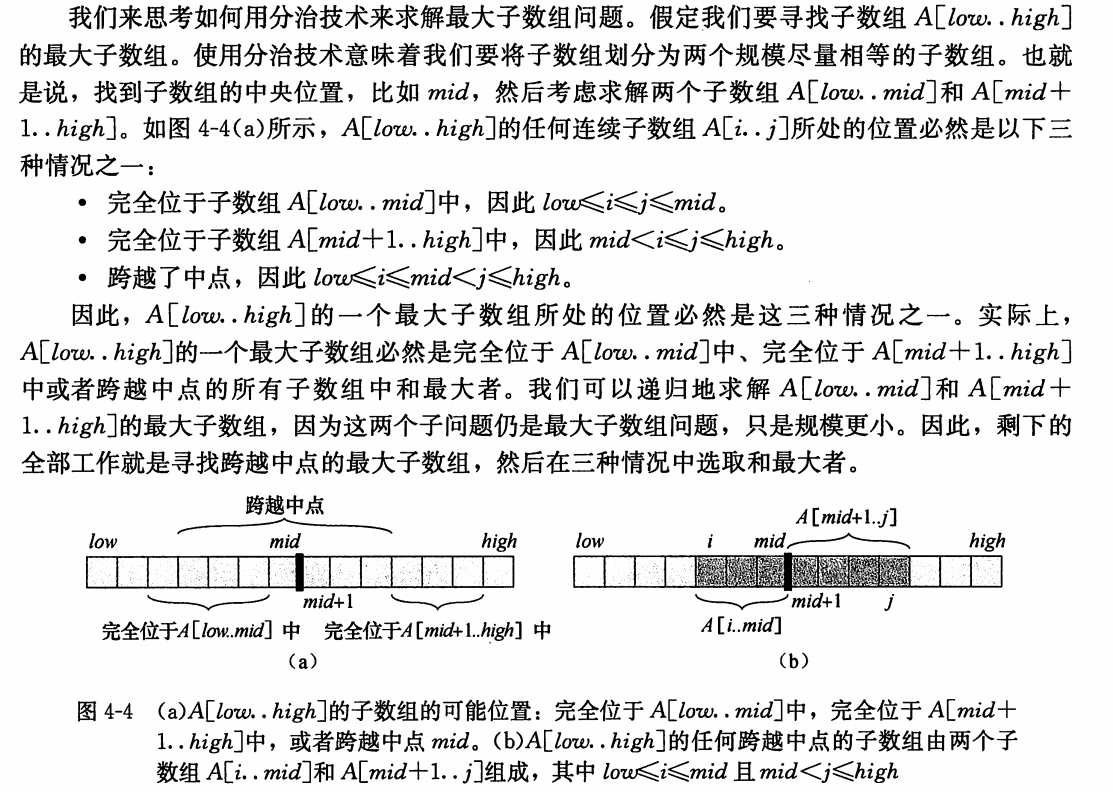 我们来思考如何用分治技术来求解最大子数组问题。假定我们要寻找子数组 A[low..high]
的最大子数组。使用分治技术意味着我们要将子数组划分为两个规模尽量相等的子数组。也就
是说，找到子数组的中央位置，比如 mid，然后考虑求解两个子数组 A[low..mid]和 A[mid+
1..high]。如图 4-4(a)所示，A[low..high]的任何连续子数组 A[i..j]所处的位置必然是以下三
种情况之一：
• 完全位于子数组 A[low..mid]中，因此 low≤i≤j≤mid。
• 完全位于子数组 A[mid+1..high]中，因此 mid<i≤j≤high。
• 跨越了中点，因此 low≤i≤mid<j≤high。
因此，A[low..high]的一个最大子数组所处的位置必然是这三种情况之一。实际上，
A[low..high]的一个最大子数组必然是完全位于 A[low..mid]中、完全位于 A[mid+1..high]
中或者跨越中点的所有子数组中和最大者。我们可以递归地求解 A[low..mid]和 A[mid+
1..high]的最大子数组，因为这两个子问题仍是最大子数组问题，只是规模更小。因此，剩下的
全部工作就是寻找跨越中点的最大子数组，然后在三种情况中选取和最大者。
跨越中点
low mid high
mid+1
完全位于A[low..mid] 中 完全位于A[mid+1..high] 中
(a)
A[mid+1..j]
low i mid high
mid+1 j
A[i..mid]
(b)
图 4-4 (a)A[low..high]的子数组的可能位置：完全位于 A[low..mid]中，完全位于 A[mid+
1..high]中，或者跨越中点 mid。(b)A[low..high]的任何跨越中点的子数组由两个子
数组 A[i..mid]和 A[mid+1..j]组成，其中 low≤i≤mid 且 mid<j≤high